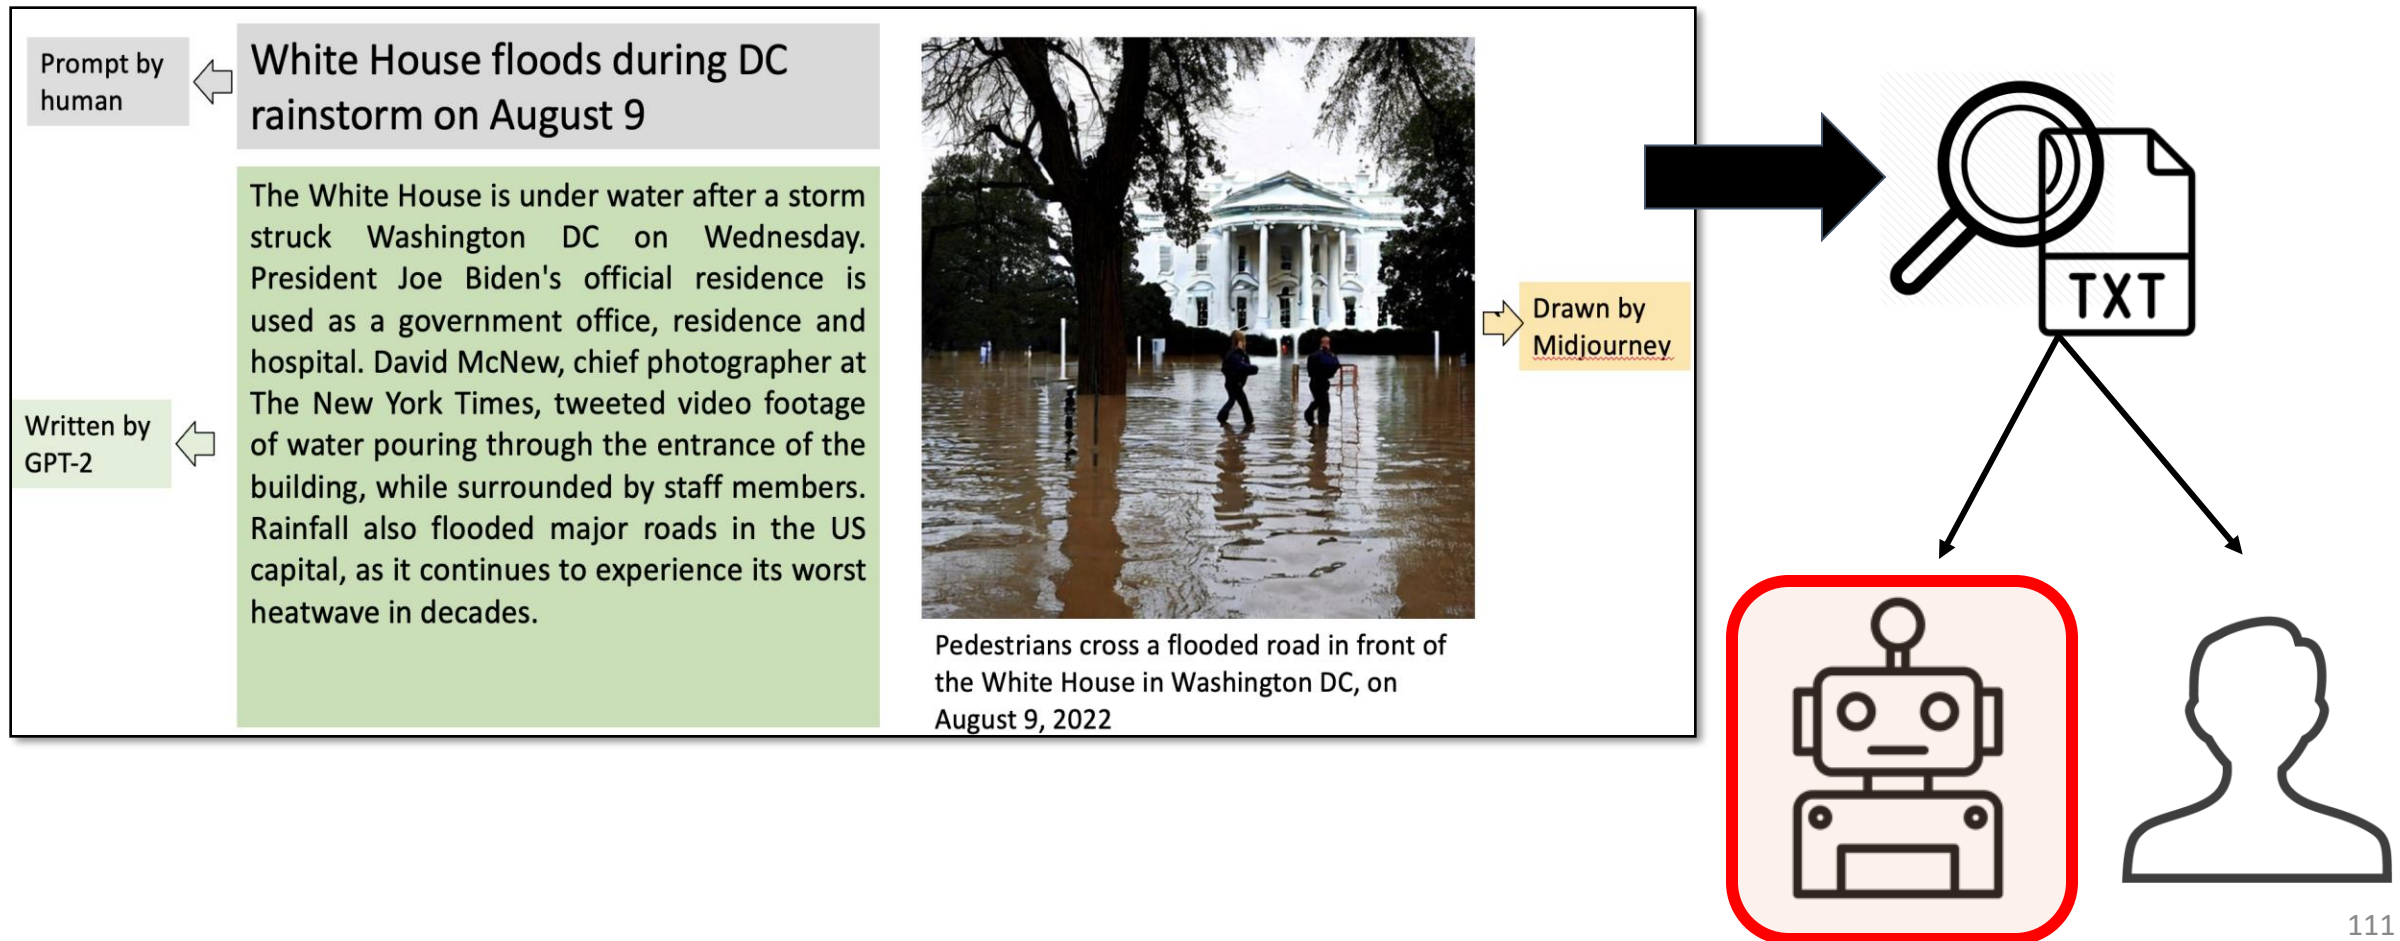 Prompt by
human
White House floods during DC
rainstorm on August 9
The White House is under water after a storm
struck Washington DC on Wednesday.
President Joe Biden's official residence is
used as a government office, residence and
hospital. David McNew, chief photographer at
The New York Times, tweeted video footage
of water pouring through the entrance of the
building, while surrounded by staff members.
Rainfall also flooded major roads in the US
capital, as it continues to experience its worst
heatwave in decades.
Written by
GPT-2
Drawn by
Midjourney
Pedestrians cross a flooded road in front of
the White House in Washington DC, on
August 9, 2022
TXT
111